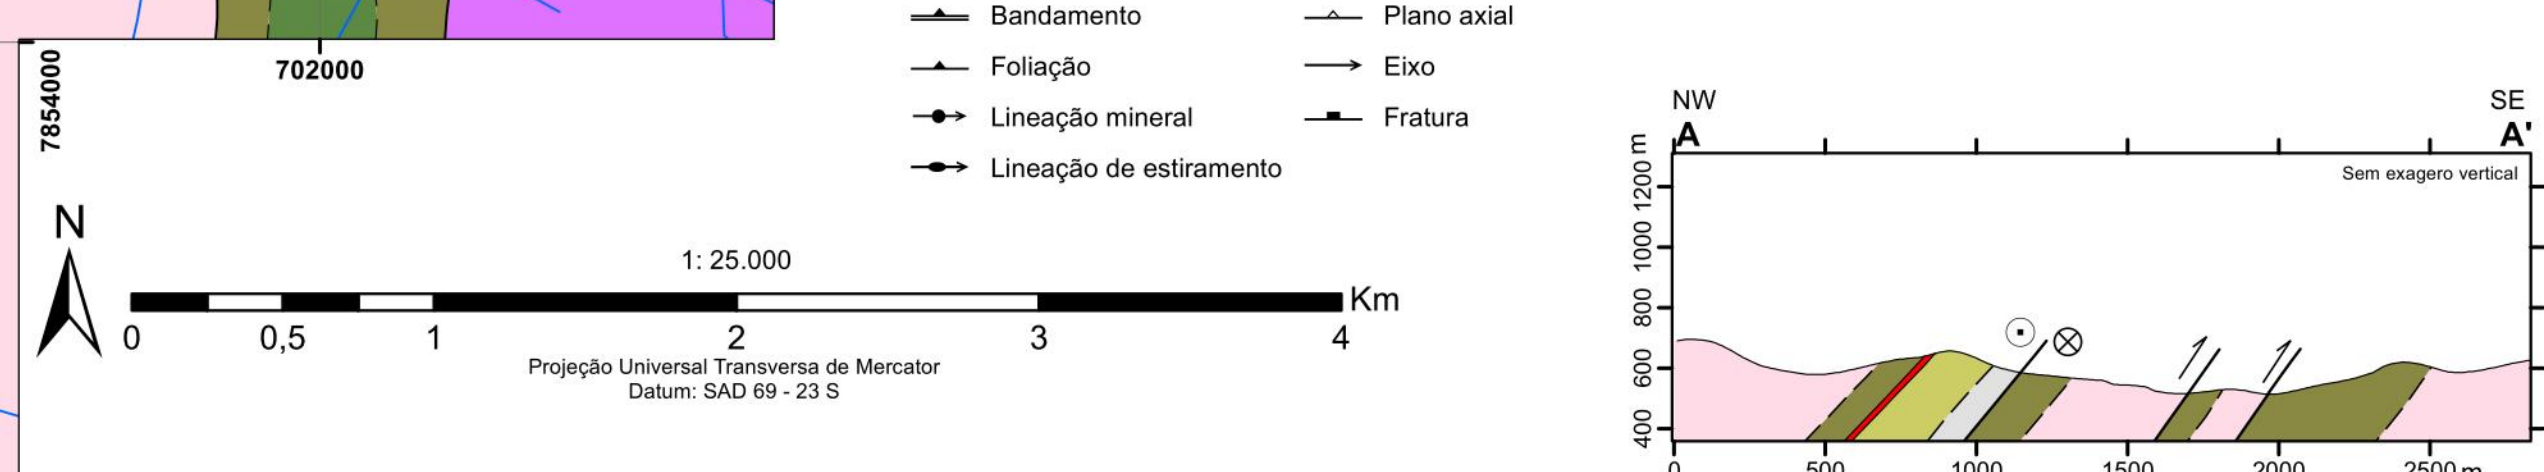 702000
7854000
Bandamento
Foliação
Lineação mineral
Lineação de estiramento
Plano axial
Eixo
Fratura
N
1: 25.000
Km
0 0,5 1 2 3 4
Projeção Universal Transversa de Mercator
Datum: SAD 69 - 23 S
NW SE
A A'
Sem exagero vertical
m
1200
1000
800
600
400
0 500 1000 1500 2000 2500 m